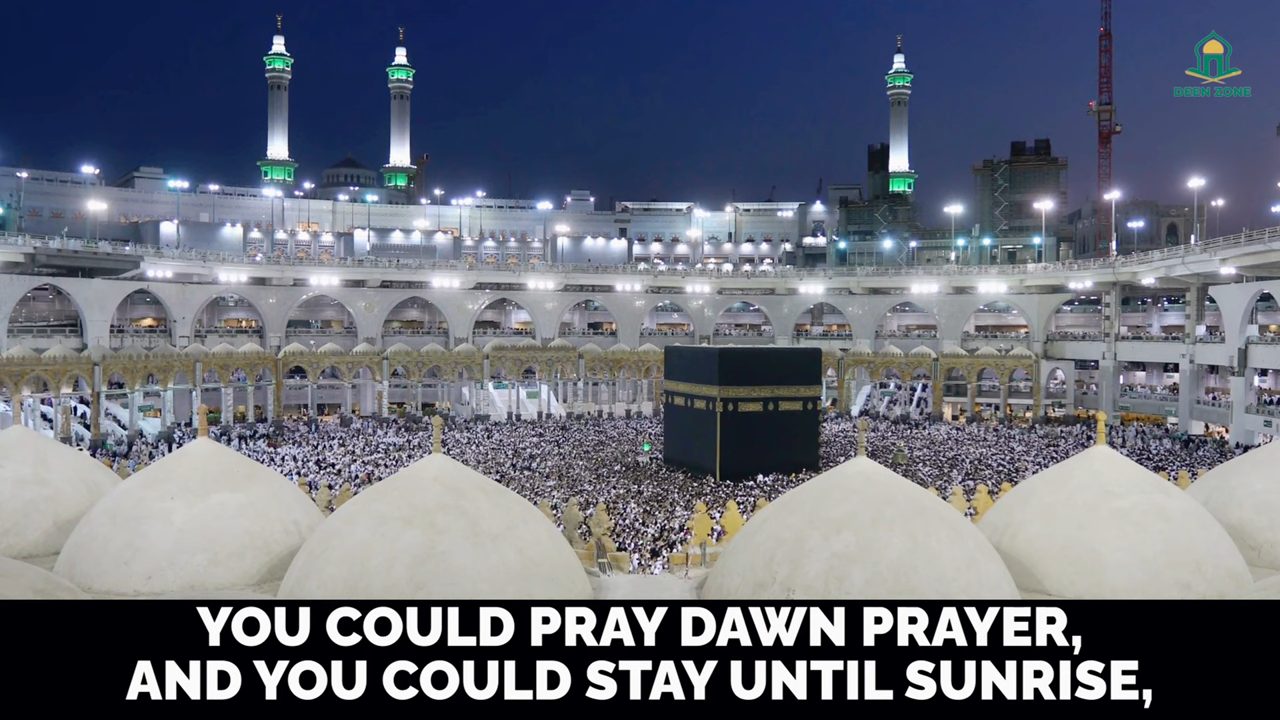 DEEN ZONE
YOU COULD PRAY DAWN PRAYER,
AND YOU COULD STAY UNTIL SUNRISE,